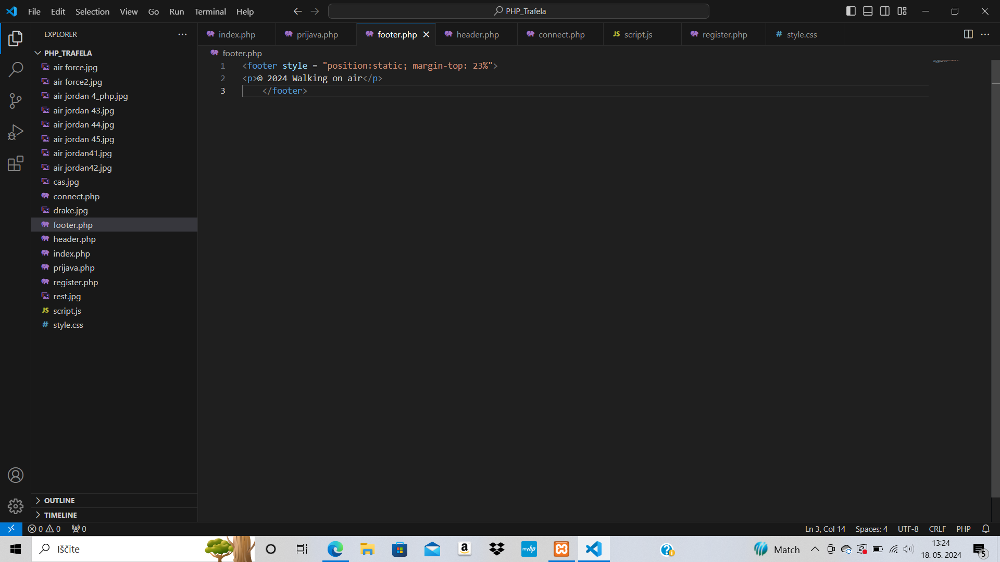 File Edit Selection View Go Run Terminal Help PHP_Trafela
EXPLORER
PHP_TRAFELA
air force.jpg
air force2.jpg
air jordan 4_php.jpg
air jordan 43.jpg
air jordan 44.jpg
air jordan 45.jpg
air jordan41.jpg
air jordan42.jpg
cas.jpg
connect.php
drake.jpg
footer.php
header.php
index.php
prijava.php
register.php
rest.jpg
JS script.js
# style.css
OUTLINE
TIMELINE
index.php prijava.php footer.php header.php connect.php JS script.js register.php # style.css
footer.php
1 <footer style = "position:static; margin-top: 23%">
2 <p>© 2024 Walking on air</p>
3 </footer>
0 0 0 Ln 3, Col 14 Spaces: 4 UTF-8 CRLF PHP
Iščite a myhp Match 13:24
18. 05. 2024 5